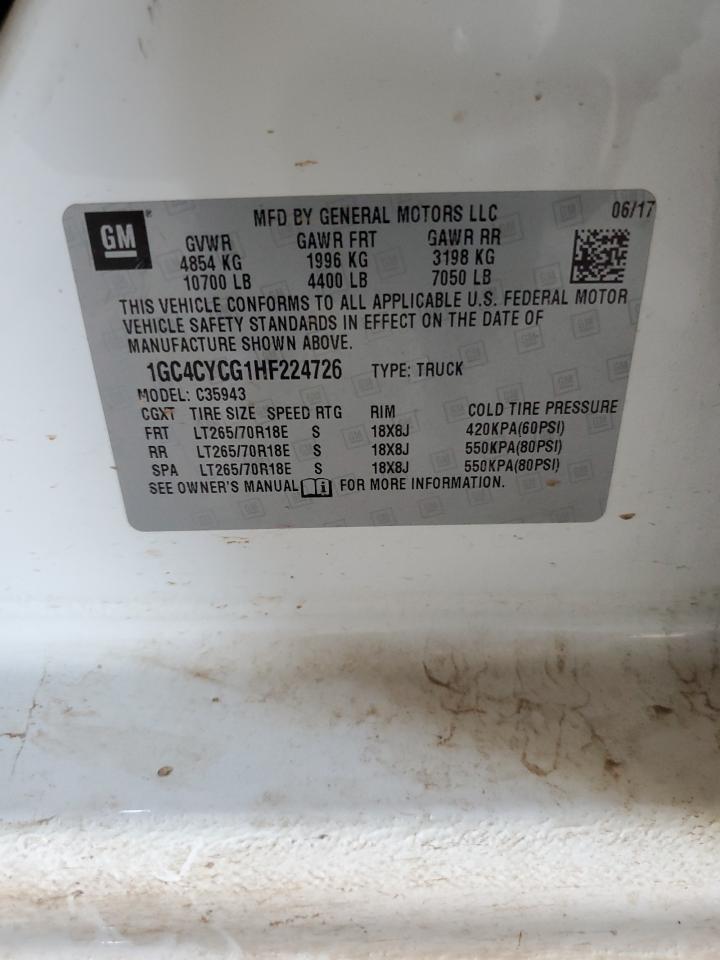 GM
MFD BY GENERAL MOTORS LLC 06/17
GVWR GAWR FRT GAWR RR
4854 KG 1996 KG 3198 KG
10700 LB 4400 LB 7050 LB
THIS VEHICLE CONFORMS TO ALL APPLICABLE U.S. FEDERAL MOTOR
VEHICLE SAFETY STANDARDS IN EFFECT ON THE DATE OF
MANUFACTURE SHOWN ABOVE.
1GC4CYCG1HF224726 TYPE: TRUCK
MODEL: C35943
CGXT TIRE SIZE SPEED RTG RIM COLD TIRE PRESSURE
FRT LT265/70R18E S 18X8J 420KPA(60PSI)
RR LT265/70R18E S 18X8J 550KPA(80PSI)
SPA LT265/70R18E S 18X8J 550KPA(80PSI)
SEE OWNER'S MANUAL FOR MORE INFORMATION.